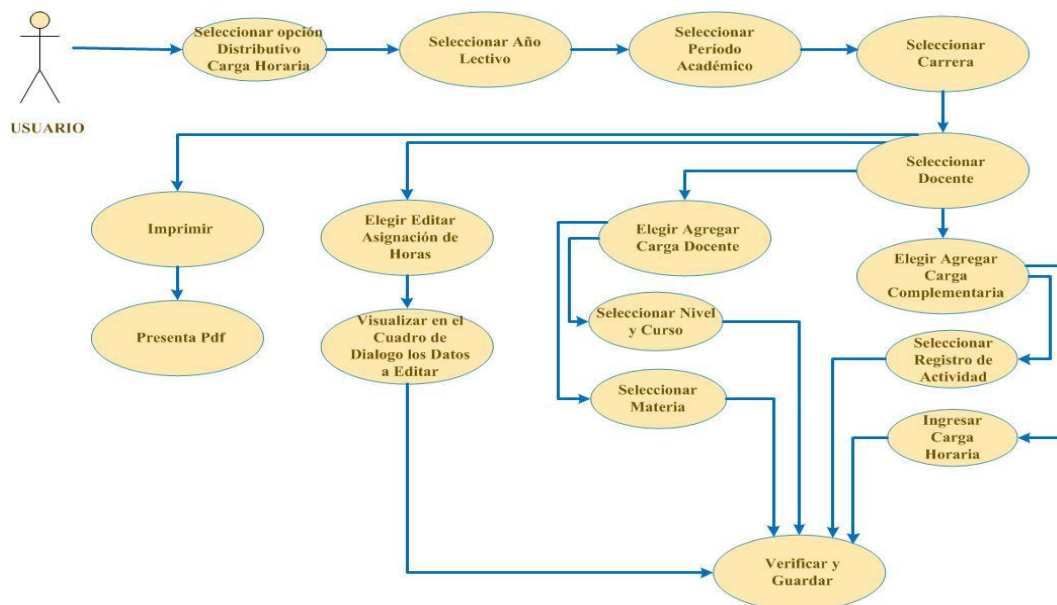 USUARIO
Seleccionar opción
Distributivo
Carga Horaria
Seleccionar Año
Lectivo
Seleccionar
Período
Académico
Seleccionar
Carrera
Seleccionar
Docente
Imprimir
Elegir Editar
Asignación de
Horas
Elegir Agregar
Carga Docente
Elegir Agregar
Carga
Complementaria
Presenta Pdf
Visualizar en el
Cuadro de
Dialogo los Datos
a Editar
Seleccionar Nivel
y Curso
Seleccionar
Registro de
Actividad
Seleccionar
Materia
Ingresar
Carga
Horaria
Verificar y
Guardar